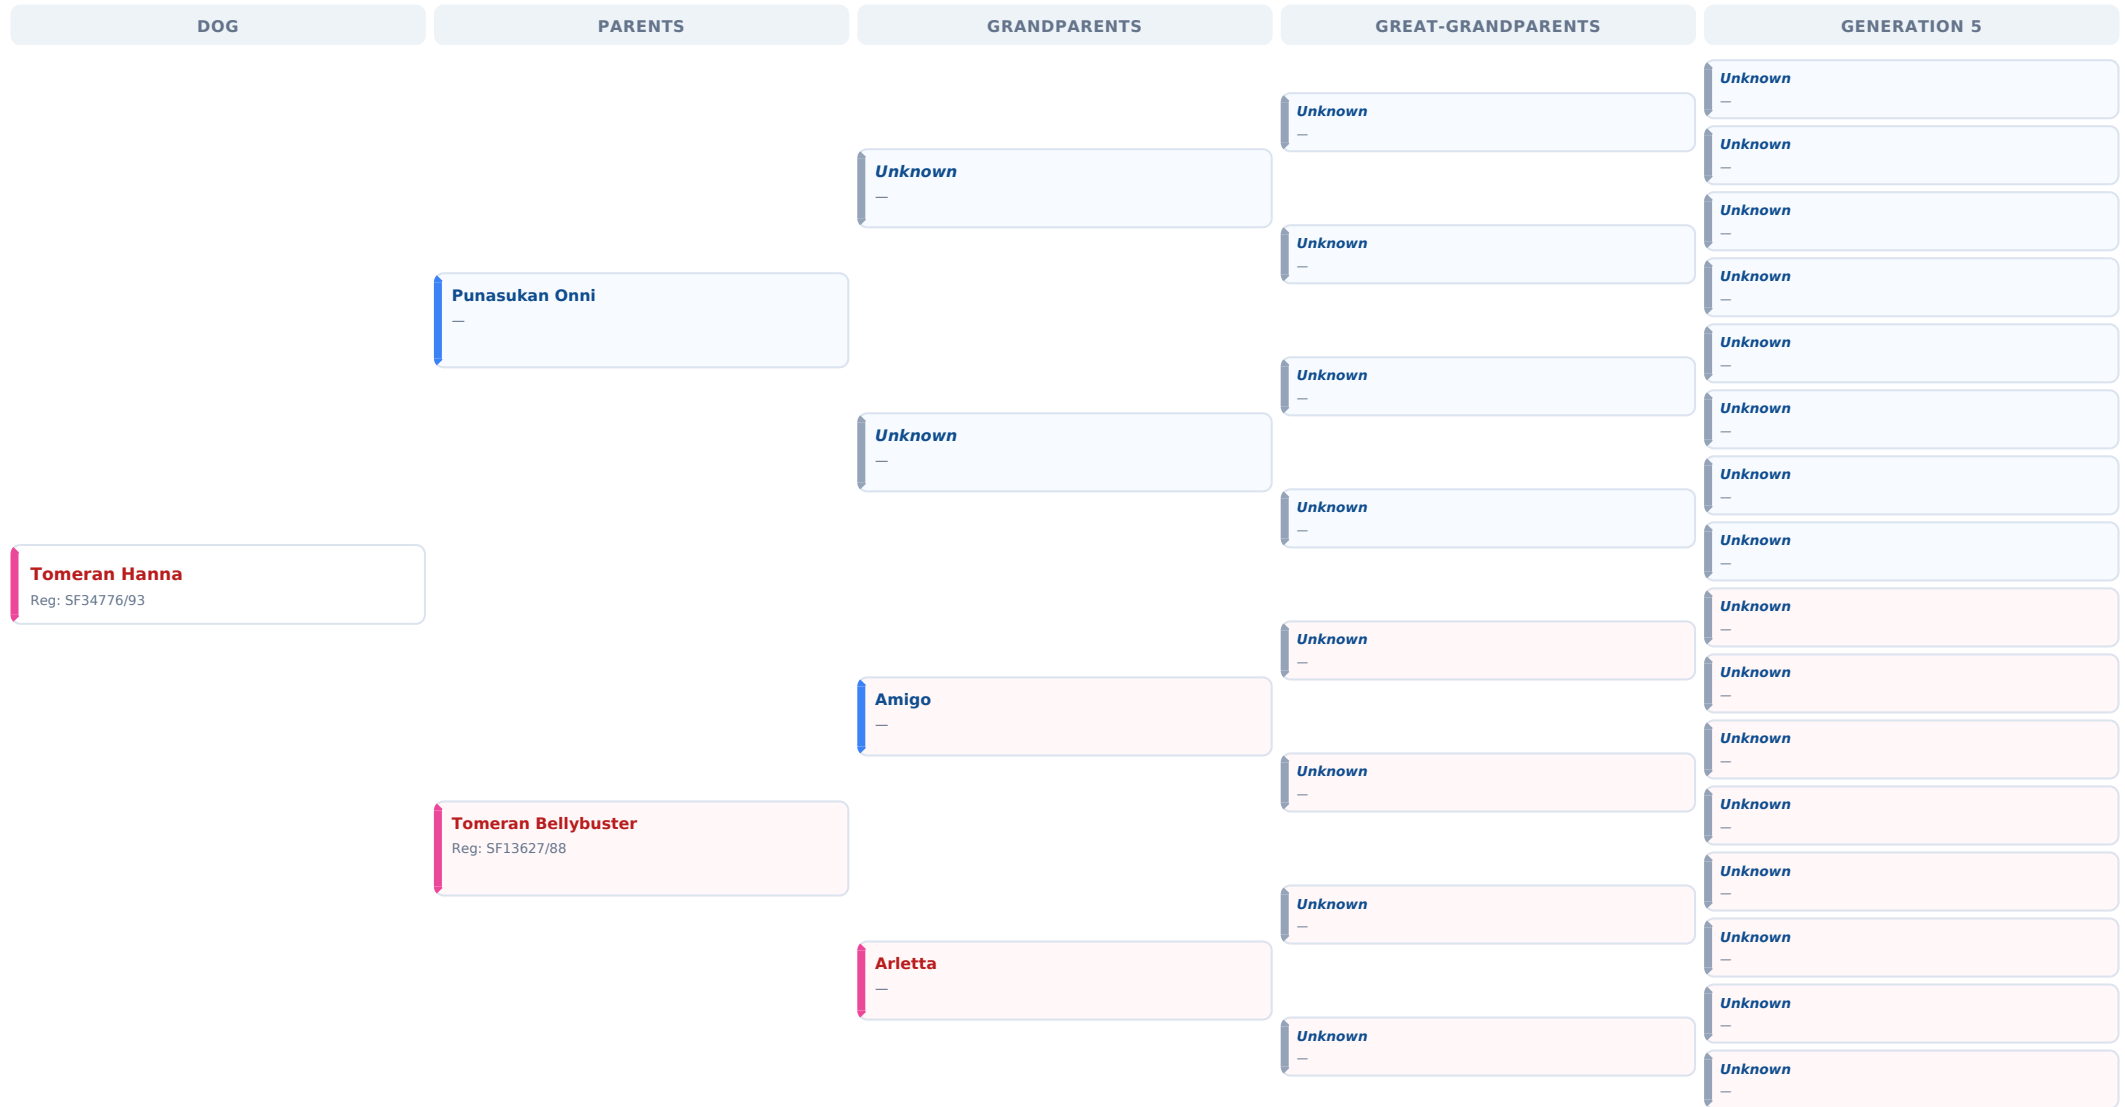 DOG
PARENTS
GRANDPARENTS
GREAT-GRANDPARENTS
GENERATION 5
Tomeran Hanna
Reg: SF34776/93
Punasukan Onni
—
Tomeran Bellybuster
Reg: SF13627/88
Unknown
—
Unknown
—
Amigo
—
Arletta
—
Unknown
—
Unknown
—
Unknown
—
Unknown
—
Unknown
—
Unknown
—
Unknown
—
Unknown
—
Unknown
—
Unknown
—
Unknown
—
Unknown
—
Unknown
—
Unknown
—
Unknown
—
Unknown
—
Unknown
—
Unknown
—
Unknown
—
Unknown
—
Unknown
—
Unknown
—
Unknown
—
Unknown
—